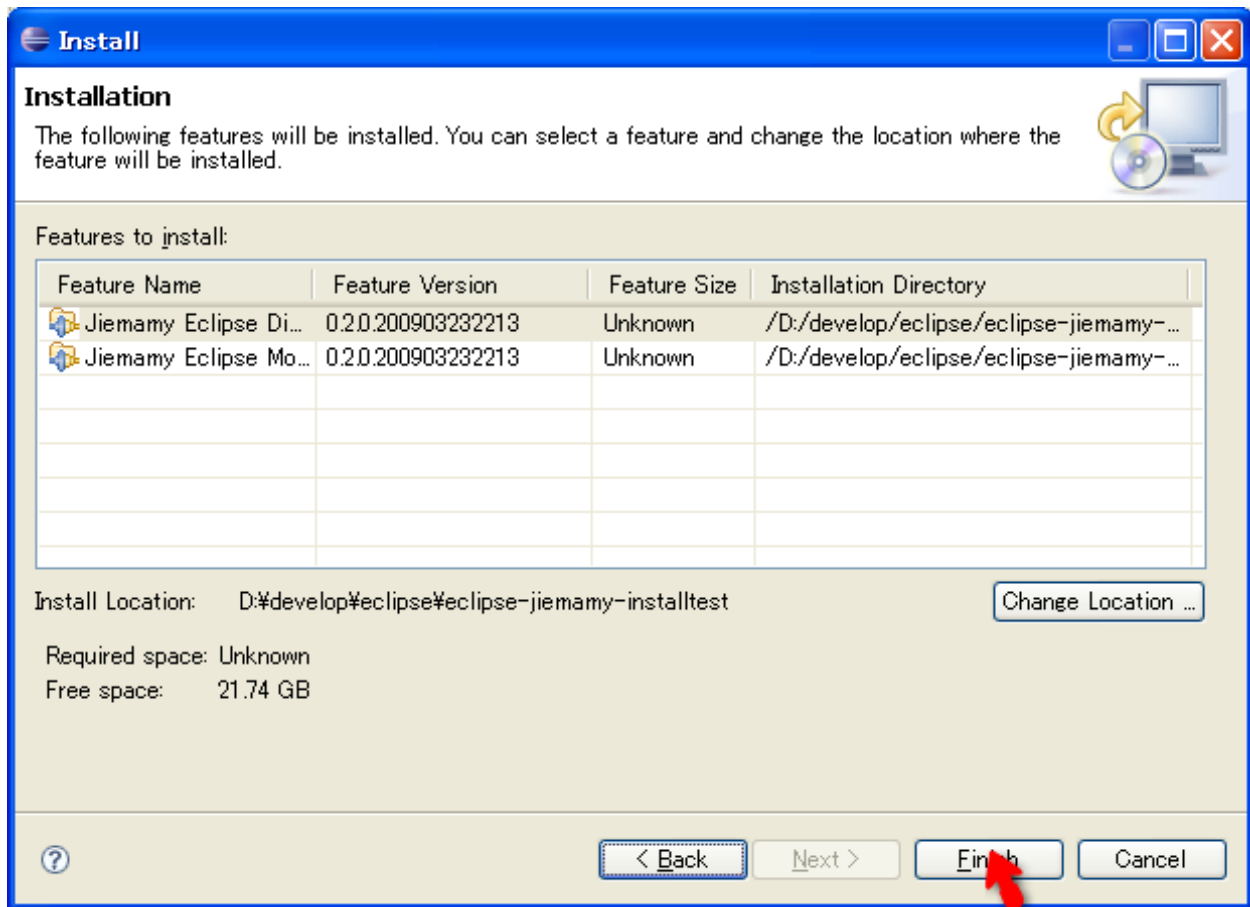 Install
Installation
The following features will be installed. You can select a feature and change the location where the
feature will be installed.
Features to install:
Feature Name Feature Version Feature Size Installation Directory
Jiemamy Eclipse Di... 0.2.0.200903232213 Unknown /D:/develop/eclipse/eclipse-jiemamy-...
Jiemamy Eclipse Mo... 0.2.0.200903232213 Unknown /D:/develop/eclipse/eclipse-jiemamy-...
Install Location: D:¥develop¥eclipse¥eclipse-jiemamy-installtest Change Location ...
Required space: Unknown
Free space: 21.74 GB
? < Back Next > Finish Cancel